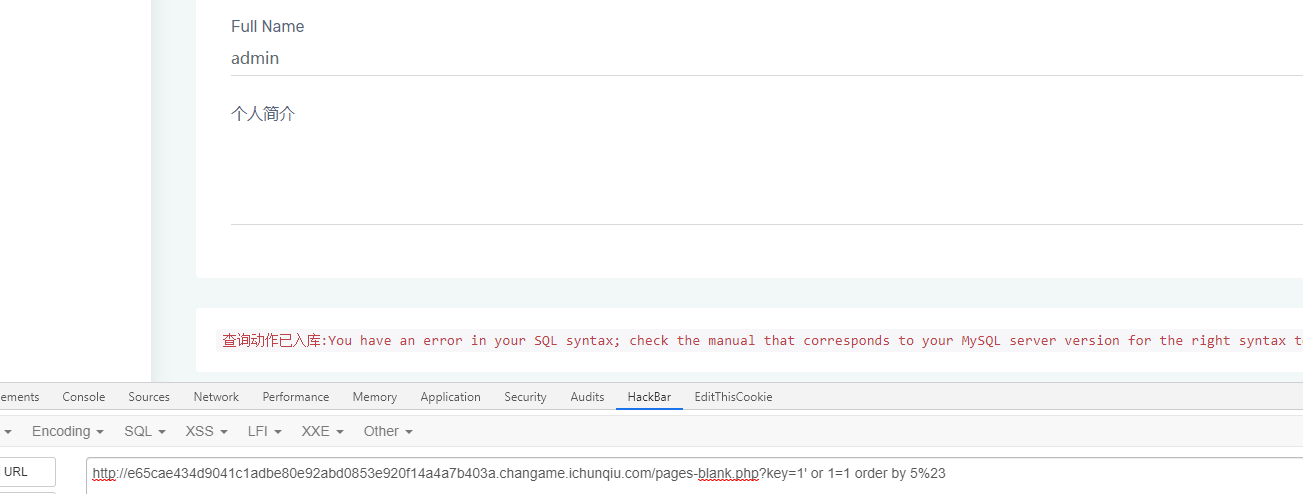 Full Name
admin
个人简介
查询动作已入库:You have an error in your SQL syntax; check the manual that corresponds to your MySQL server version for the right syntax
ements Console Sources Network Performance Memory Application Security Audits HackBar EditThisCookie
Encoding SQL XSS LFI XXE Other
URL
http://e65cae434d9041c1adbe80e92abd0853e920f14a4a7b403a.changame.ichunqiu.com/pages-blank.php?key=1' or 1=1 order by 5%23